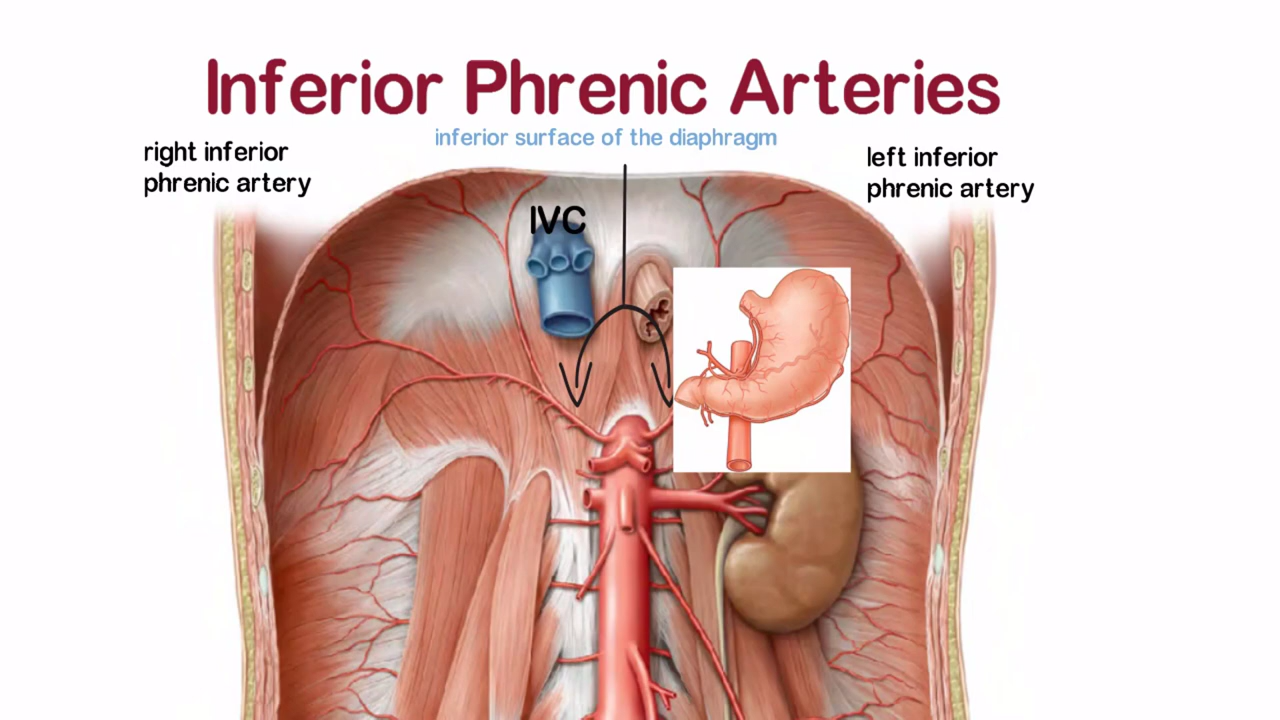 Inferior Phrenic Arteries
inferior surface of the diaphragm
right inferior
phrenic artery
left inferior
phrenic artery
IVC